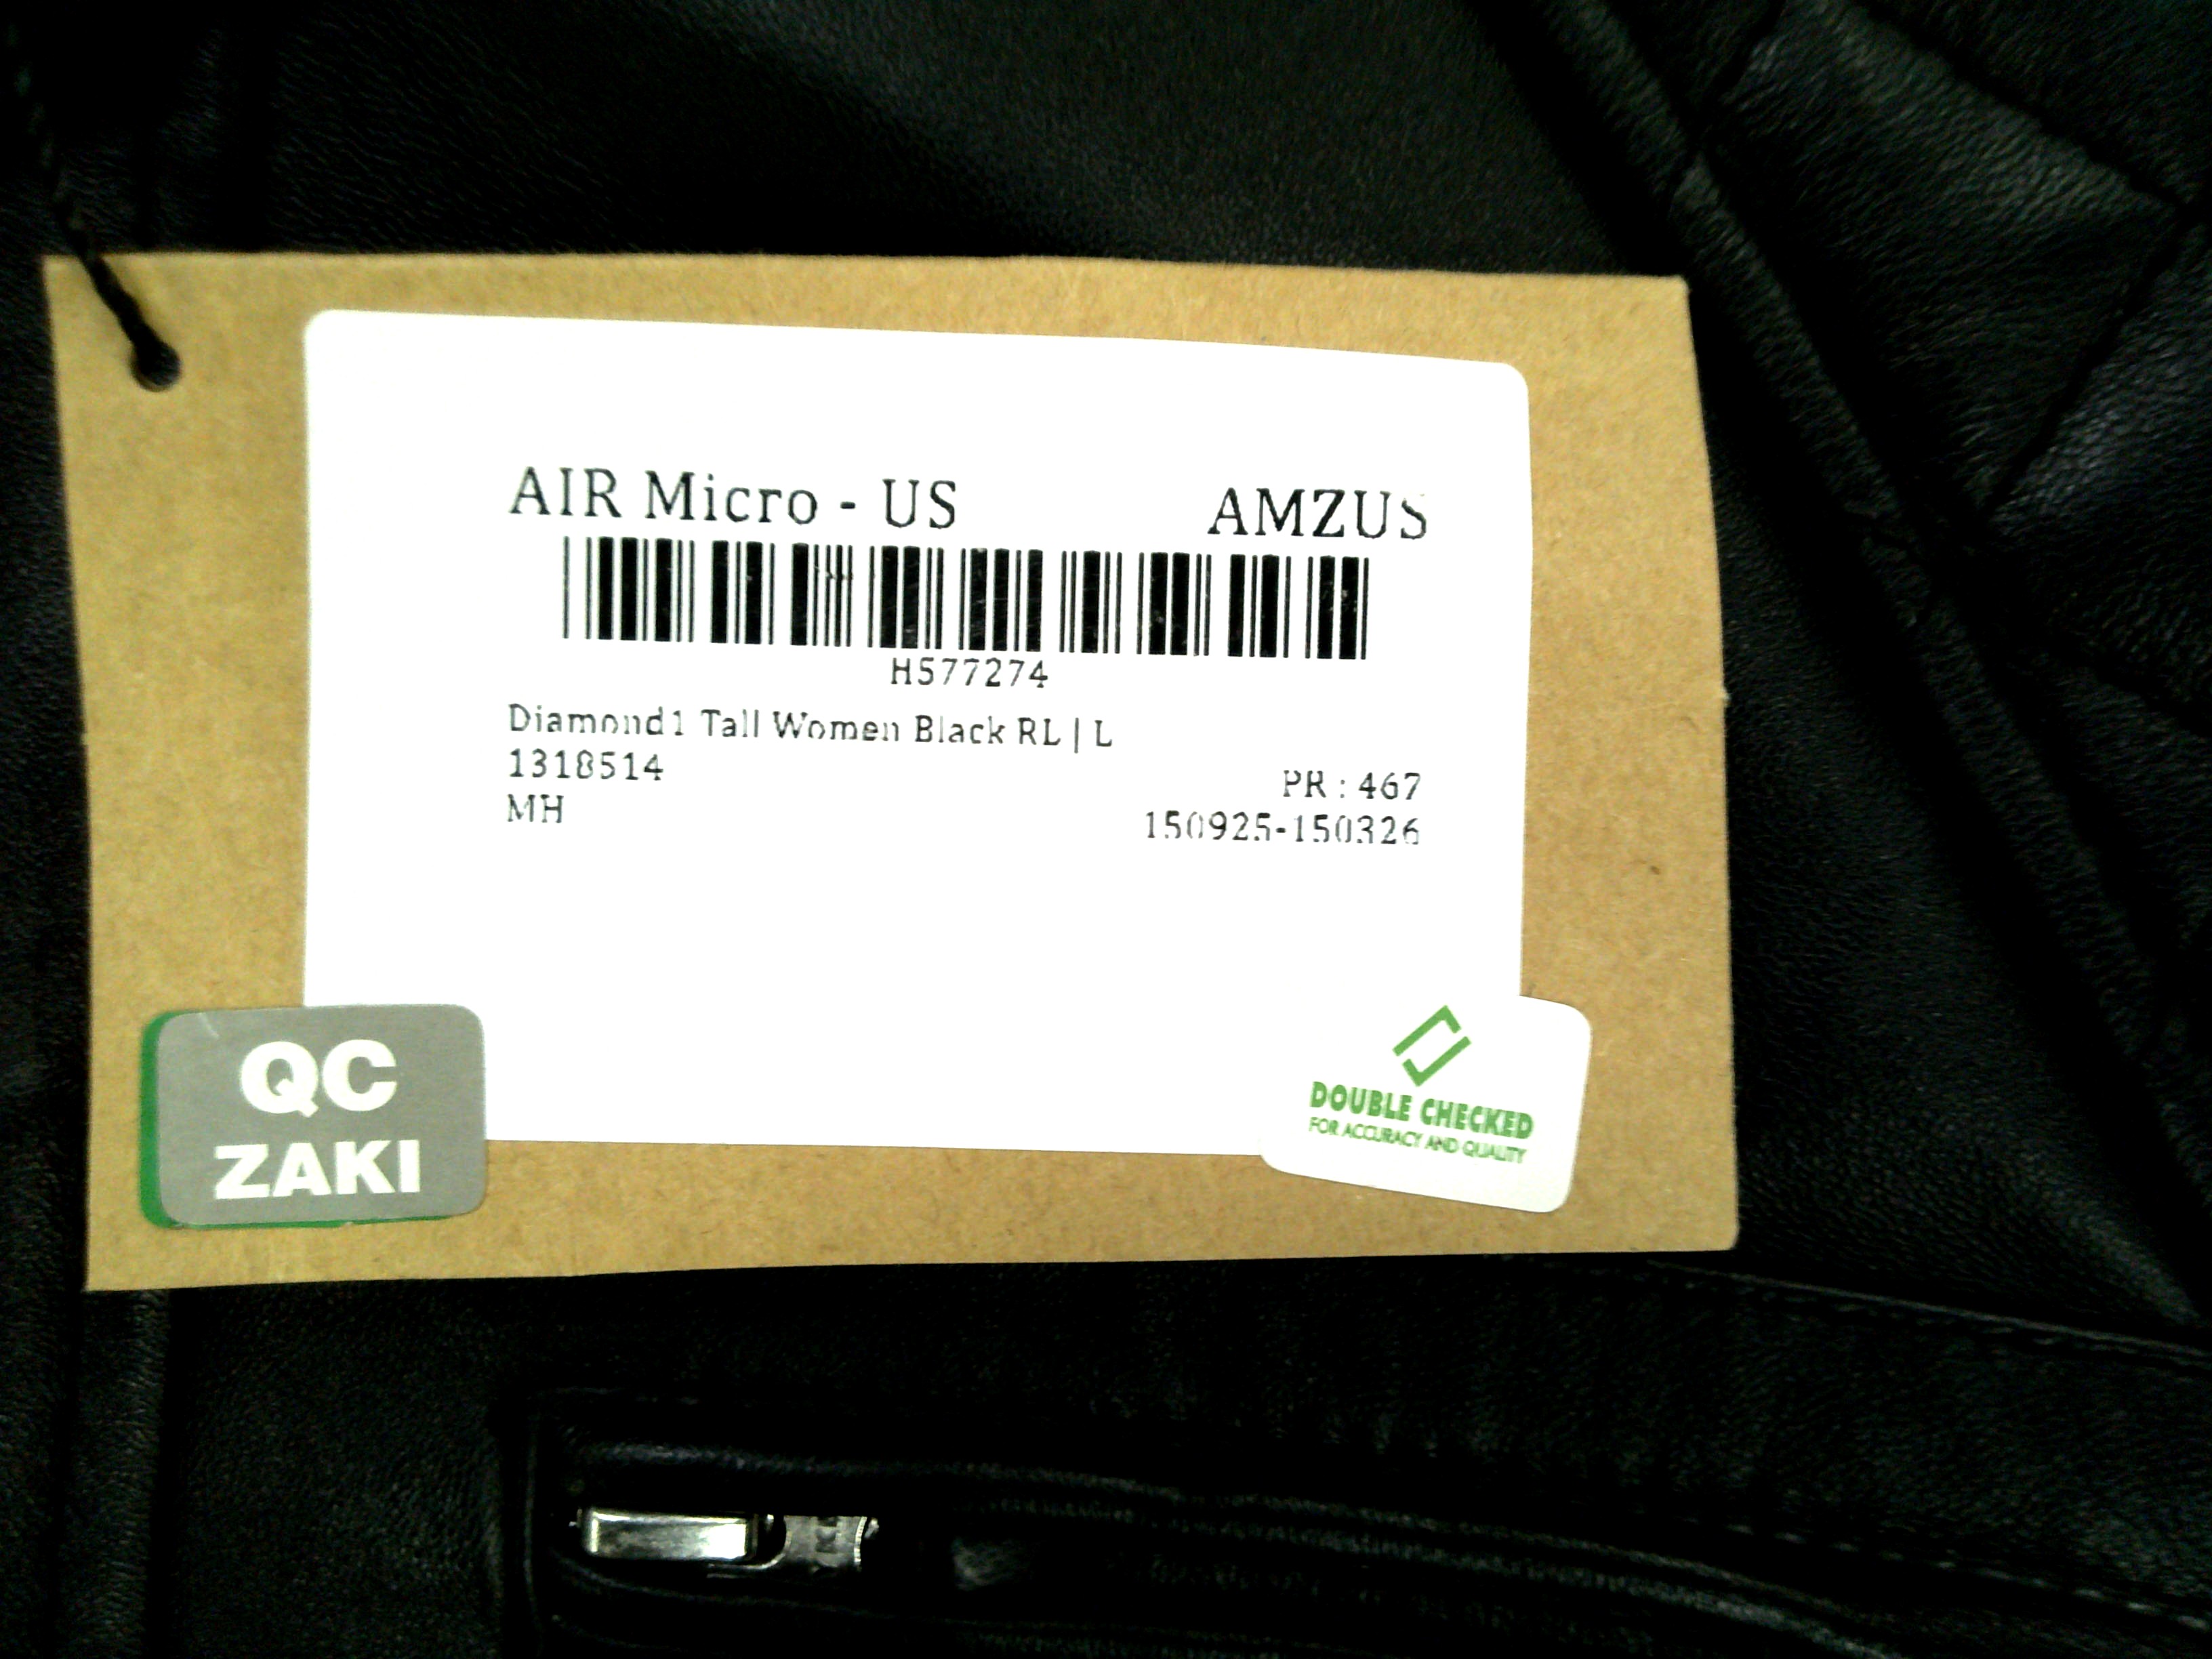 AIR Micro - US AMZUS
H577274
Diamond1 Tall Women Black RL | L
1318514
PR : 467
MH
150925-150326
QC
ZAKI
DOUBLE CHECKED
FOR ACCURACY AND QUALITY